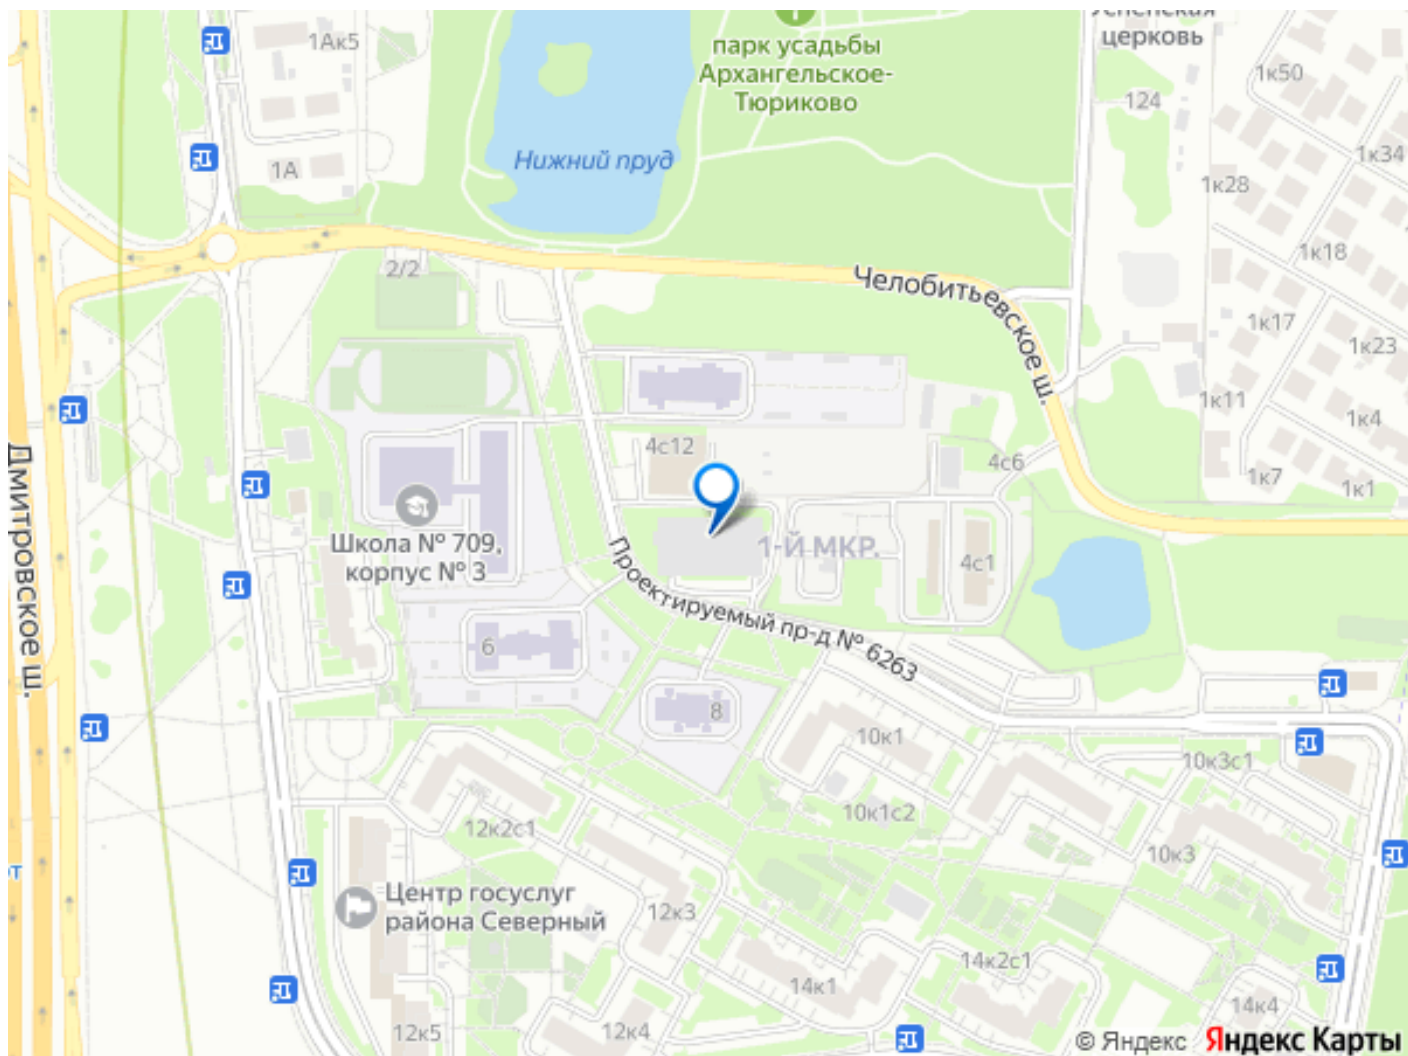 Успенская
церковь
1Ак5
парк усадьбы
Архангельское-
Тюриково
1к50
124
Нижний пруд
1А
1к34
1к28
1к18
2/2
Челобитьевское ш.
1к17
1к23
1к11
1к4
4с12
4с6
1к7
1к1
Дмитровское ш.
Школа № 709,
корпус № 3
1-Й МКР.
4с1
Проектируемый пр-д № 6263
6
8
10к1
10к3с1
10к1с2
12к2с1
10к3
Центр госуслуг
района Северный
12к3
14к2с1
14к1
14к4
12к5
12к4
© Яндекс Яндекс Карты